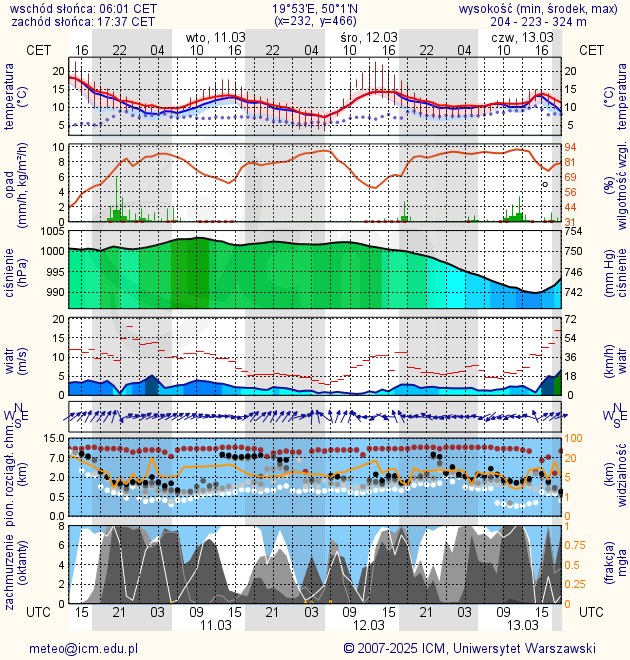 wschód słońca: 06:01 CET 19°53'E, 50°1'N wysokość (min, środek, max)
zachód słońca: 17:37 CET (x=232, y=466) 204 - 223 - 324 m
wto, 11.03 śro, 12.03 czw, 13.03
CET 16 22 04 10 16 22 04 10 16 22 04 10 16 CET
temperatura (°C) 20 15 10 5 20 15 10 5 temperatura (°C)
opad (mm/h, kg/m²/h) 10 8 6 4 2 0 94 81 69 56 44 31 (%) wilgotność wzgl.
ciśnienie (hPa) 1005 1000 995 990 754 750 746 742 (mm Hg) ciśnienie
wiatr (m/s) 20 15 10 5 0 72 54 36 18 0 (km/h) wiatr
N W E S N W E S
pion. rozciągł. chm. (km) 15.0 7.0 2.0 0.5 0.0 100 20 5 1 0 (km) widzialność
zachmurzenie (oktanty) 8 6 4 2 0 1 0.75 0.5 0.25 0 (frakcja) mgła
UTC 15 21 03 09 15 21 03 09 15 21 03 09 15 UTC
11.03 12.03 13.03
meteo@icm.edu.pl © 2007-2025 ICM, Uniwersytet Warszawski